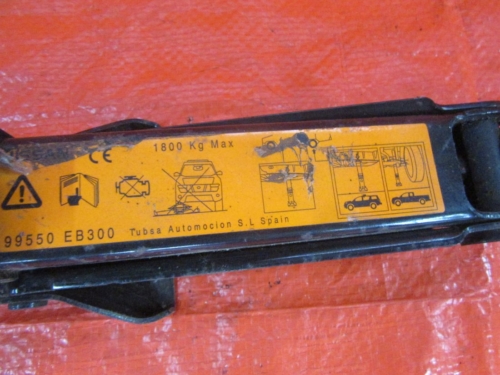 CE 1800 Kg Max
99550 EB300 Tubsa Automocion S.L Spain